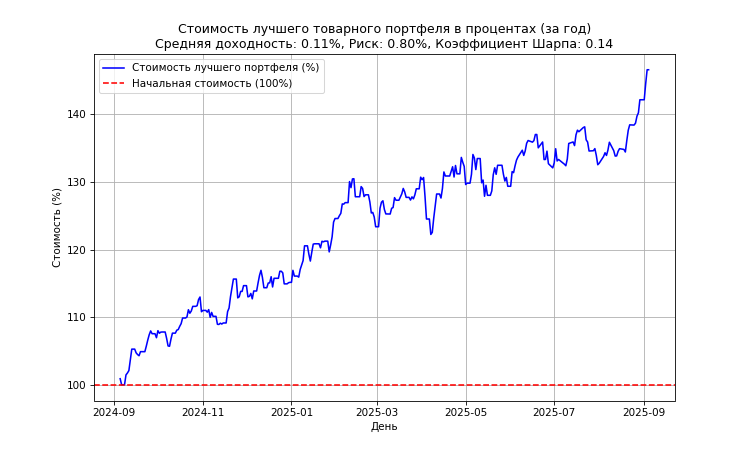 Стоимость лучшего товарного портфеля в процентах (за год)
Средняя доходность: 0.11%, Риск: 0.80%, Коэффициент Шарпа: 0.14
Стоимость лучшего портфеля (%)
Начальная стоимость (100%)
Стоимость (%)
140
130
120
110
100
2024-09
2024-11
2025-01
2025-03
2025-05
2025-07
2025-09
День